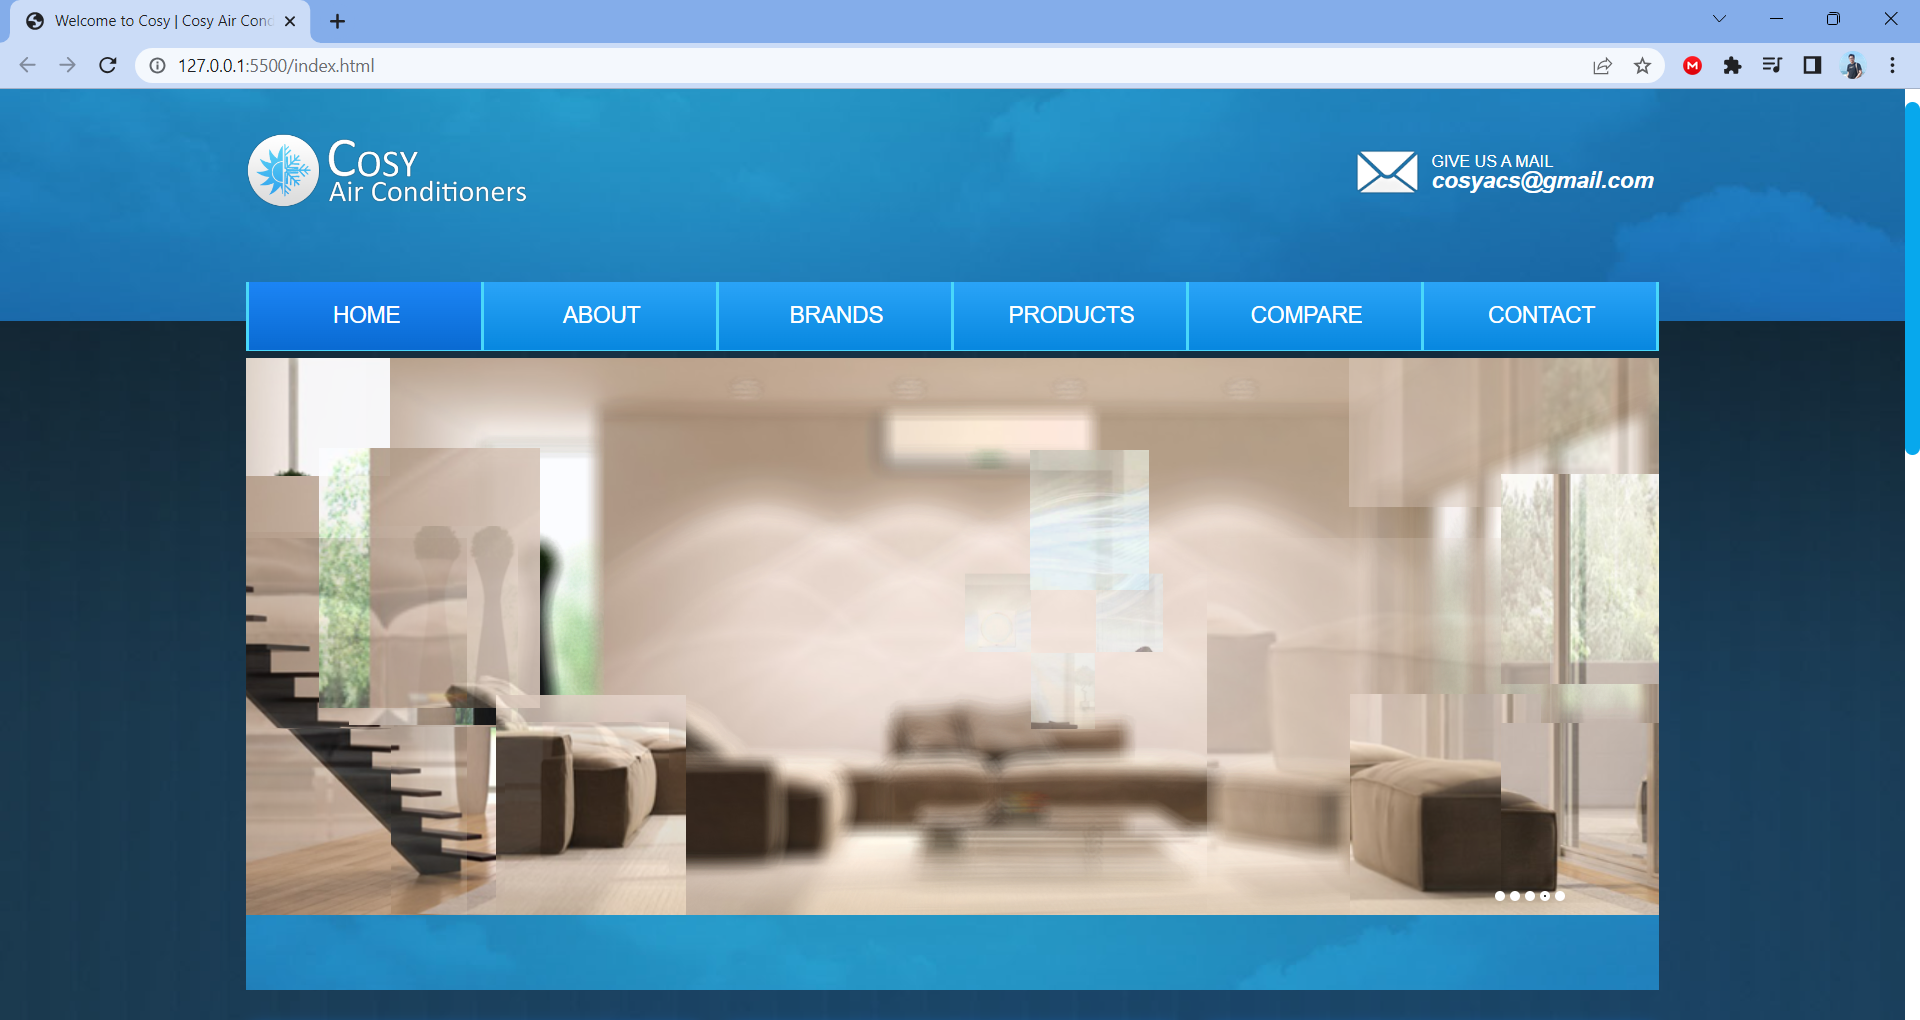 Welcome to Cosy | Cosy Air Cond
127.0.0.1:5500/index.html
Cosy
Air Conditioners
GIVE US A MAIL
cosyacs@gmail.com
HOME
ABOUT
BRANDS
PRODUCTS
COMPARE
CONTACT